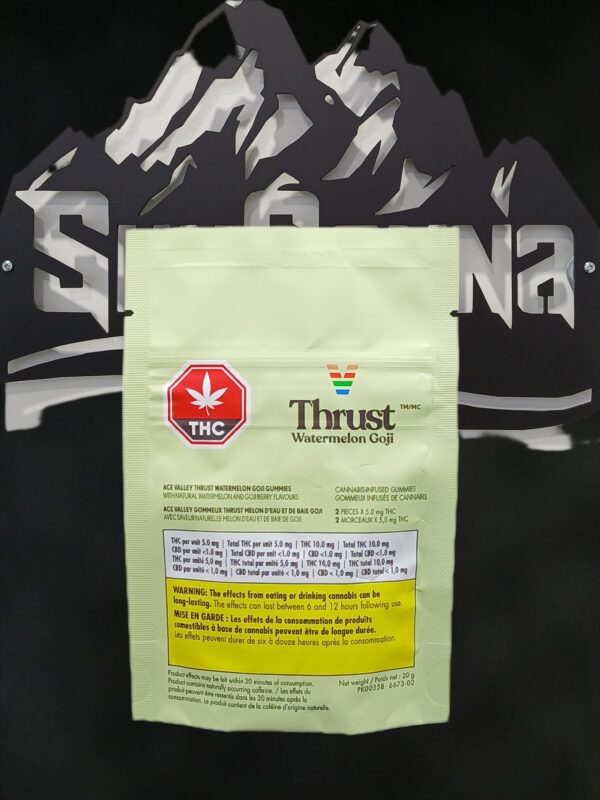 THC
Thrust TM/MC
Watermelon Goji
ACE VALLEY THRUST WATERMELON GOJI GUMMIES
WITH NATURAL WATERMELON AND GOJI BERRY FLAVOURS
CANNABIS INFUSED GUMMIES
GOMMEUX INFUSÉS DE CANNABIS
ACE VALLEY GOMMEUX THRUST MELON D'EAU ET DE BAIE GOJI
AVEC SAVEUR NATURELLE MELON D'EAU ET DE BAIE DE GOJI
2 PIECES X 5.0 mg THC
2 MORCEAUX X 5,0 mg THC
THC per unit 5.0 mg | Total THC per unit 5.0 mg | THC 10.0 mg | Total THC 10.0 mg
CBD per unit <1.0 mg | Total CBD per unit <1.0 mg | CBD <1.0 mg | Total CBD <1.0 mg
THC par unité 5,0 mg | THC total par unité 5,0 mg | THC 10,0 mg | THC total 10,0 mg
CBD par unité < 1,0 mg | CBD total par unité < 1,0 mg | CBD < 1,0 mg | CBD total < 1,0 mg
WARNING: The effects from eating or drinking cannabis can be
long-lasting. The effects can last between 6 and 12 hours following use.
MISE EN GARDE : Les effets de la consommation de produits
comestibles à base de cannabis peuvent être de longue durée.
Les effets peuvent durer de six à douze heures après la consommation.
Product effects may be felt within 30 minutes of consumption.
Product contains naturally occurring caffeine. / Les effets du
produit peuvent être ressentis dans les 30 minutes après la
consommation. Le produit contient de la caféine d'origine naturelle.
Net weight / Poids net : 20 g
PK00358 6673-02